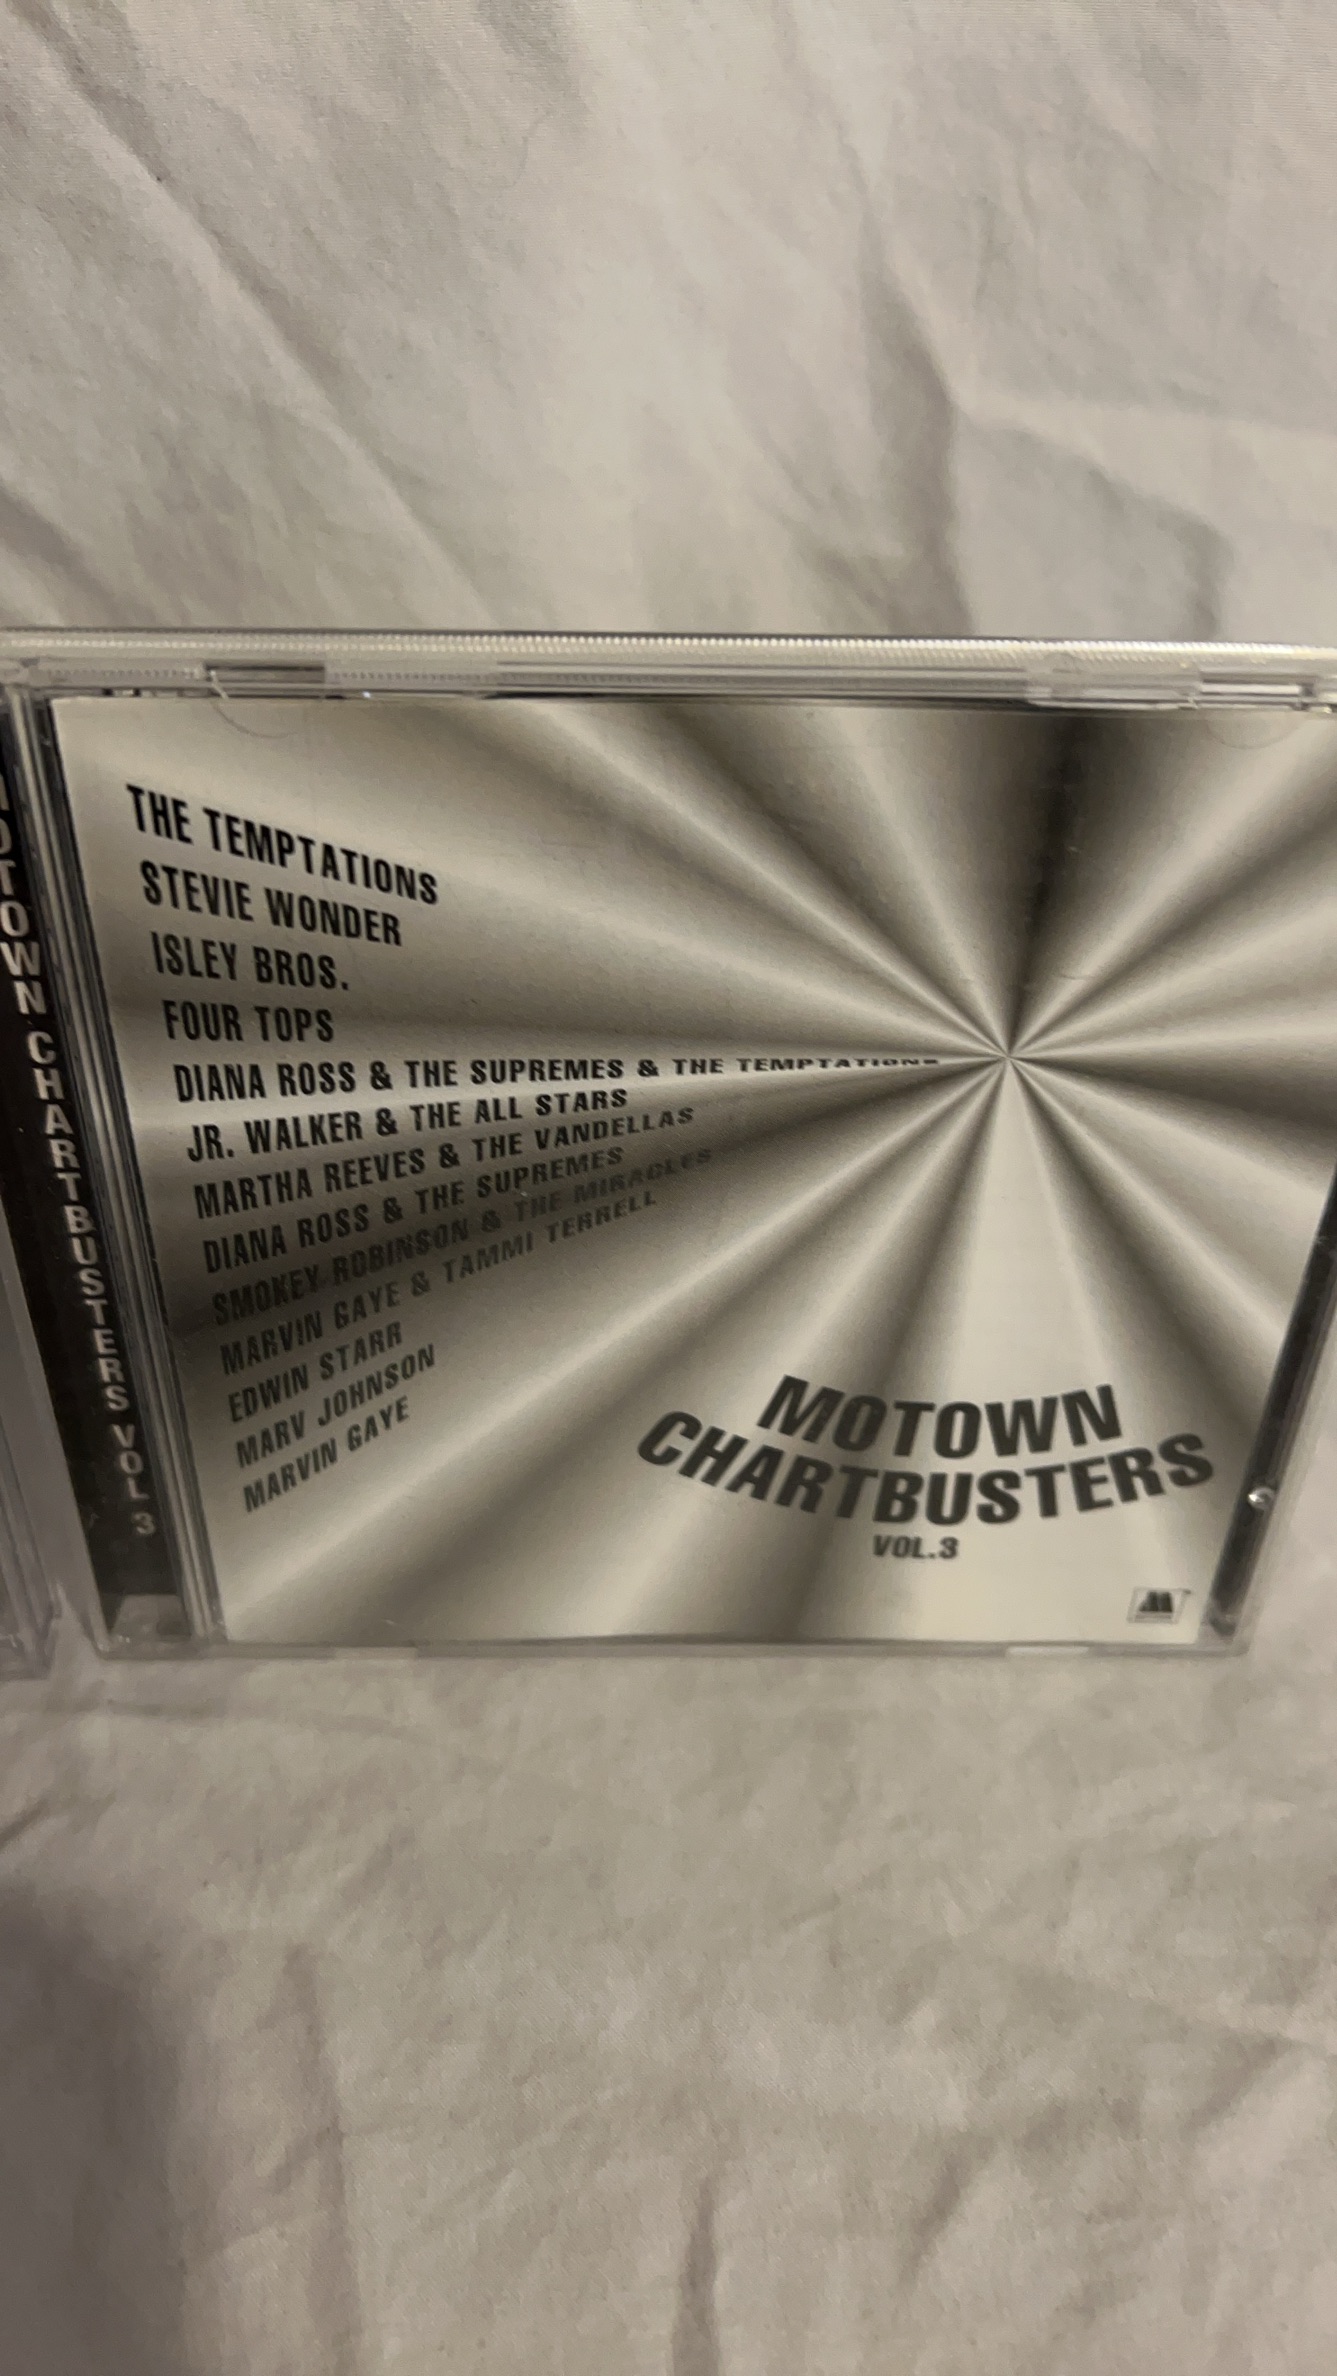 MOTOWN CHARTBUSTERS VOL 3
THE TEMPTATIONS
STEVIE WONDER
ISLEY BROS.
FOUR TOPS
DIANA ROSS & THE SUPREMES & THE TEMPTATIONS
JR. WALKER & THE ALL STARS
MARTHA REEVES & THE VANDELLAS
DIANA ROSS & THE SUPREMES
SMOKEY ROBINSON & THE MIRACLES
MARVIN GAYE & TAMMI TERRELL
EDWIN STARR
MARV JOHNSON
MARVIN GAYE
MOTOWN
CHARTBUSTERS
VOL.3
M